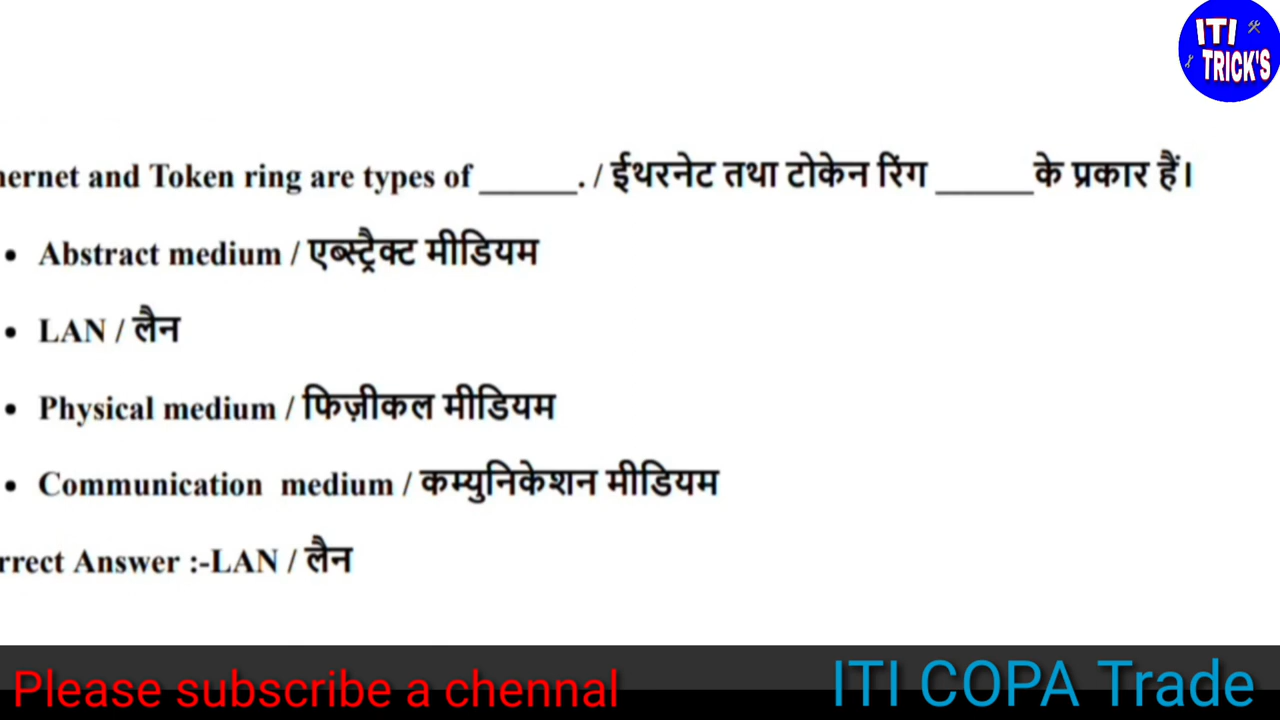 ITI
TRICK'S
hernet and Token ring are types of ______. / ईथरनेट तथा टोकेन रिंग ______के प्रकार हैं।
• Abstract medium / एब्स्ट्रैक्ट मीडियम
• LAN / लैन
• Physical medium / फिज़ीकल मीडियम
• Communication medium / कम्युनिकेशन मीडियम
rrect Answer :-LAN / लैन
Please subscribe a chennal
ITI COPA Trade